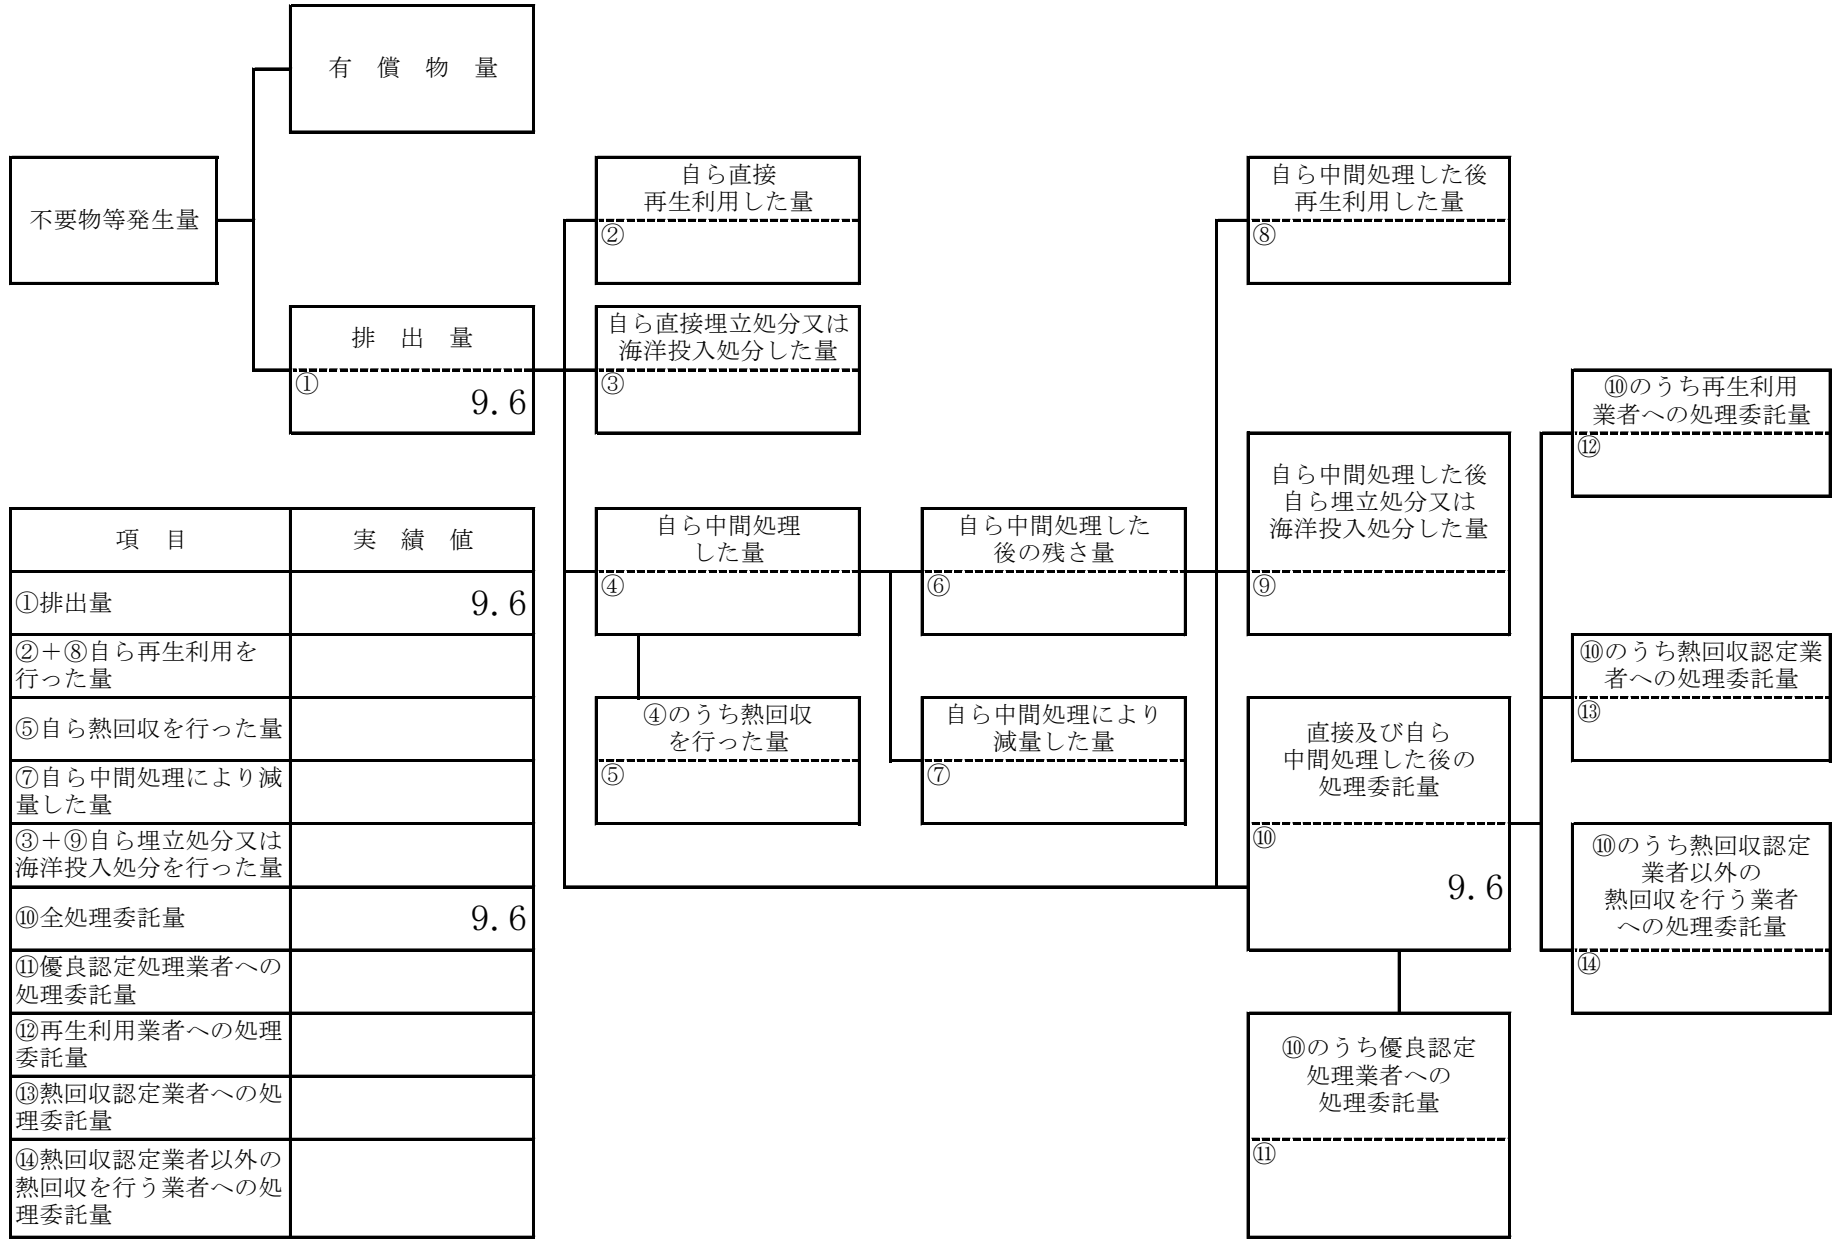 有 償 物 量
不要物等発生量
自ら直接
再生利用した量
②
自ら中間処理した後
再生利用した量
⑧
排 出 量
①
9.6
自ら直接埋立処分又は
海洋投入処分した量
③
⑩のうち再生利用
業者への処理委託量
⑫
自ら中間処理した後
自ら埋立処分又は
海洋投入処分した量
⑨
自ら中間処理
した量
④
自ら中間処理した
後の残さ量
⑥
④のうち熱回収
を行った量
⑤
自ら中間処理により
減量した量
⑦
⑩のうち熱回収認定業
者への処理委託量
⑬
直接及び自ら
中間処理した後の
処理委託量
⑩
9.6
⑩のうち熱回収認定
業者以外の
熱回収を行う業者
への処理委託量
⑭
⑩のうち優良認定
処理業者への
処理委託量
⑪
項 目 実 績 値
①排出量 9.6
②＋⑧自ら再生利用を
行った量
⑤自ら熱回収を行った量
⑦自ら中間処理により減
量した量
③＋⑨自ら埋立処分又は
海洋投入処分を行った量
⑩全処理委託量 9.6
⑪優良認定処理業者への
処理委託量
⑫再生利用業者への処理
委託量
⑬熱回収認定業者への処
理委託量
⑭熱回収認定業者以外の
熱回収を行う業者への処
理委託量